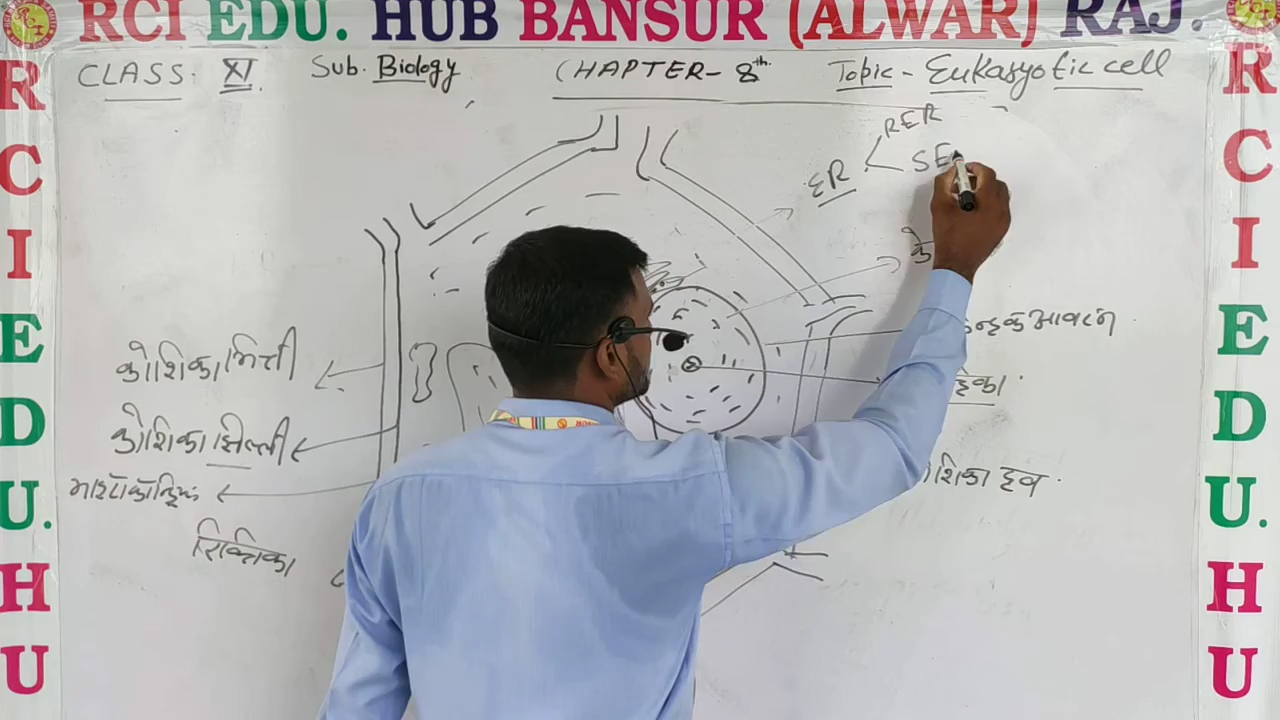 RCI EDU. HUB BANSUR (ALWAR) RAJ.
CLASS. XI Sub. Biology CHAPTER-8th. Topic - Eukaryotic cell
RER
ER < SE
के
कोशिका भित्ती
कोशिका झिल्ली
माइटोकॉन्ड्रिया
रिक्तिका
न्द्रक आवरण
द्रव
R
C
I
E
D
U.
H
U
R
C
I
E
D
U.
H
U